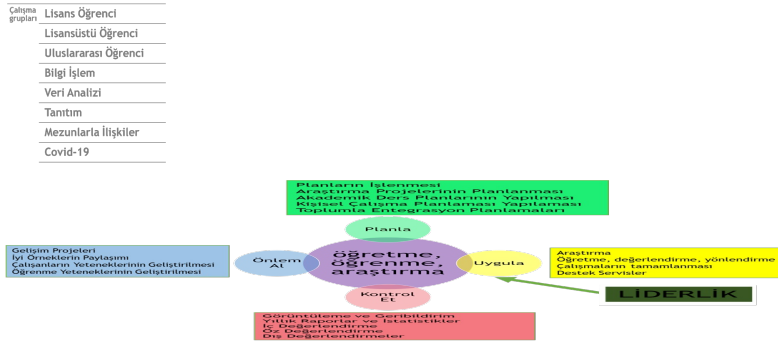 Çalışma grupları
Lisans Öğrenci
Lisansüstü Öğrenci
Uluslararası Öğrenci
Bilgi İşlem
Veri Analizi
Tanıtım
Mezunlarla İlişkiler
Covid-19
Planların İşlenmesi
Araştırma Projelerinin Planlanması
Akademik Ders Planlarının Yapılması
Kişisel Çalışma Planlaması Yapılaması
Toplumla Entegrasyon Planlamaları
Planla
Gelişim Projeleri
İyi Örneklerin Paylaşımı
Çalışanların Yeteneklerinin Geliştirilmesi
Öğrenme Yeteneklerinin Geliştirilmesi
Önlem
Al
öğretme,
öğrenme,
araştırma
Uygula
Araştırma
Öğretme, değerlendirme, yönlendirme
Çalışmaların tamamlanması
Destek Servisler
LİDERLİK
Kontrol
Et
Görüntüleme ve Geribildirim
Yıllık Raporlar ve İstatistikler
İç Değerlendirme
Öz Değerlendirme
Dış Değerlendirmeler